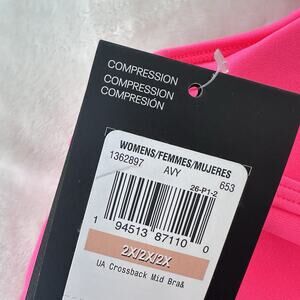 COMPRESSION
COMPRESSION
COMPRESIÓN
WOMENS/FEMMES/MUJERES
1362897 AVY 653
26-P1-2
1 94513 87110 0
2X/2X/2X
UA Crossback Mid Bra&